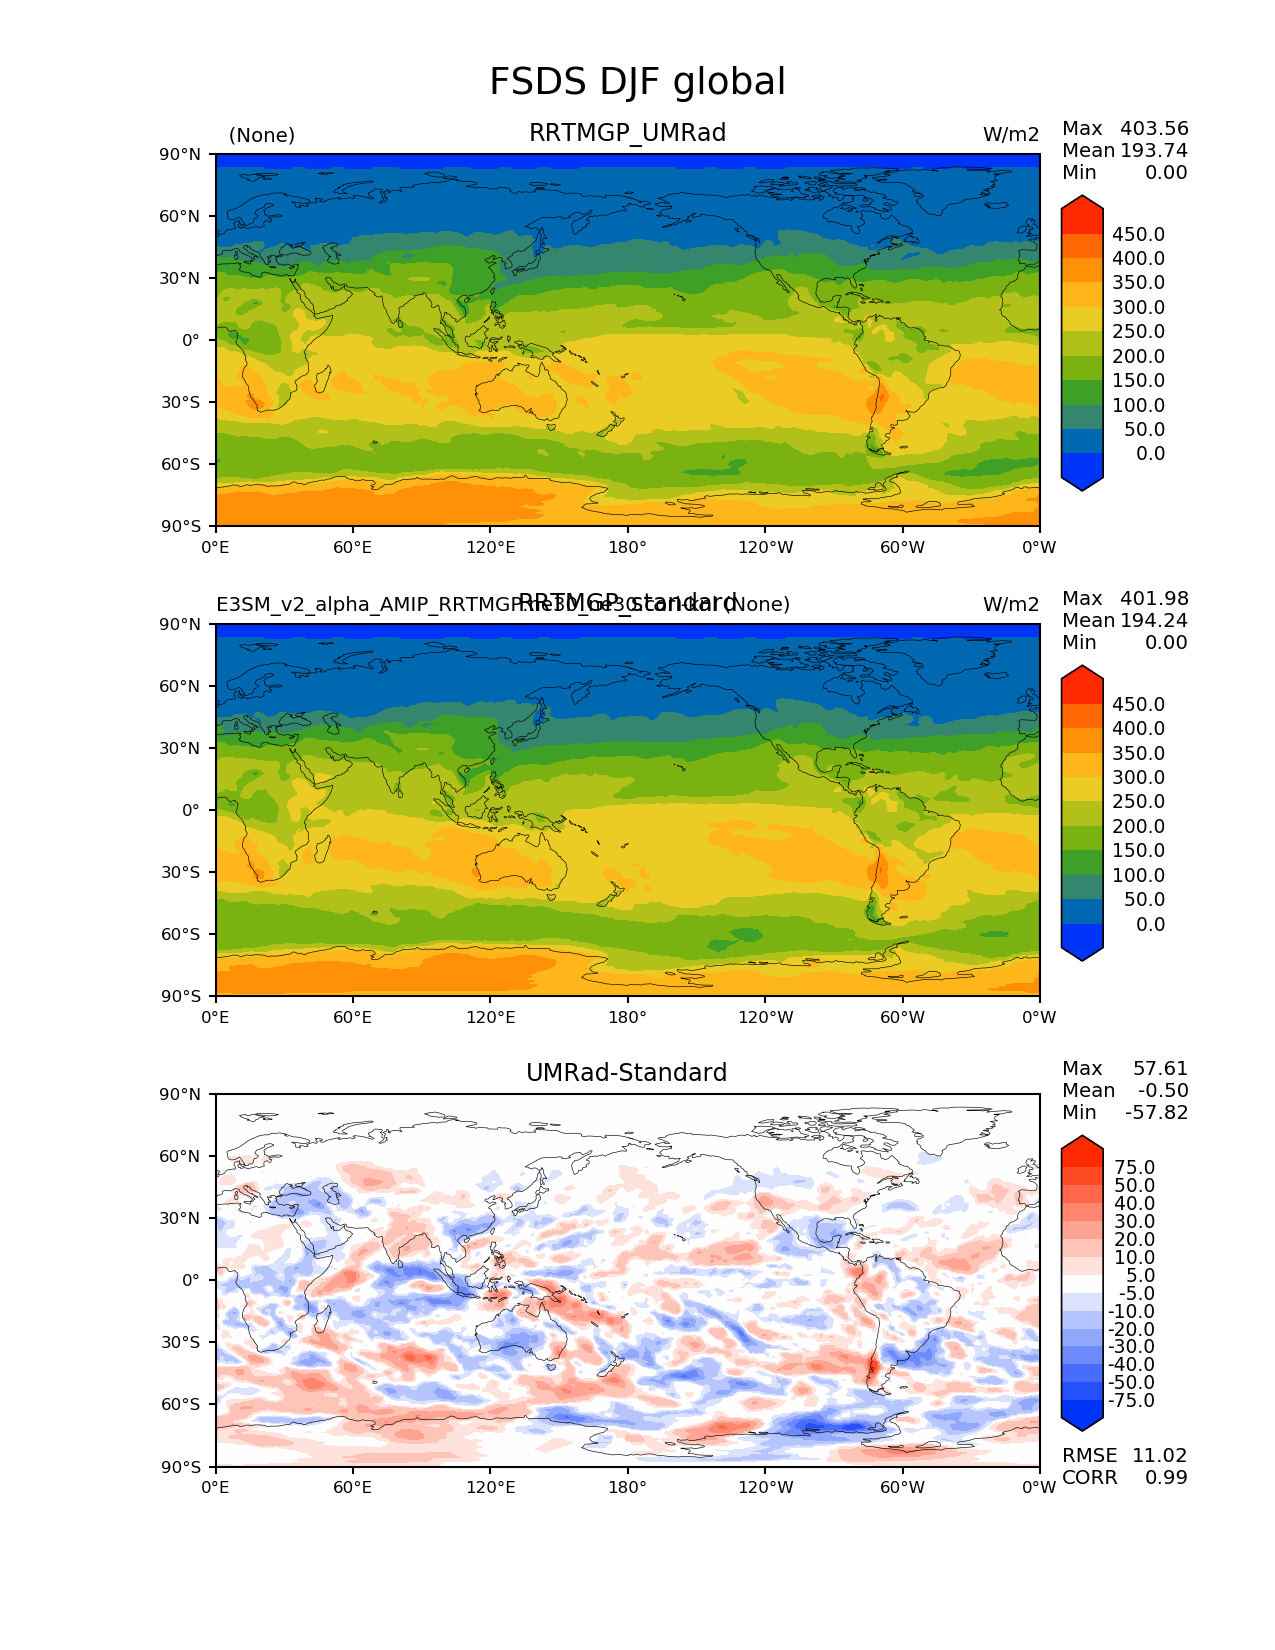 FSDS DJF global
(None) RRTMGP_UMRad W/m2
Max 403.56
Mean 193.74
Min 0.00
90°N
60°N
30°N
0°
30°S
60°S
90°S
0°E 60°E 120°E 180° 120°W 60°W 0°W
450.0
400.0
350.0
300.0
250.0
200.0
150.0
100.0
50.0
0.0
RRTMGP_standard
E3SM_v2_alpha_AMIP_RRTMGP.ne30_ne30.cori-knl (None) W/m2
Max 401.98
Mean 194.24
Min 0.00
90°N
60°N
30°N
0°
30°S
60°S
90°S
0°E 60°E 120°E 180° 120°W 60°W 0°W
450.0
400.0
350.0
300.0
250.0
200.0
150.0
100.0
50.0
0.0
UMRad-Standard
Max 57.61
Mean -0.50
Min -57.82
90°N
60°N
30°N
0°
30°S
60°S
90°S
0°E 60°E 120°E 180° 120°W 60°W 0°W
75.0
50.0
40.0
30.0
20.0
10.0
5.0
-5.0
-10.0
-20.0
-30.0
-40.0
-50.0
-75.0
RMSE 11.02
CORR 0.99